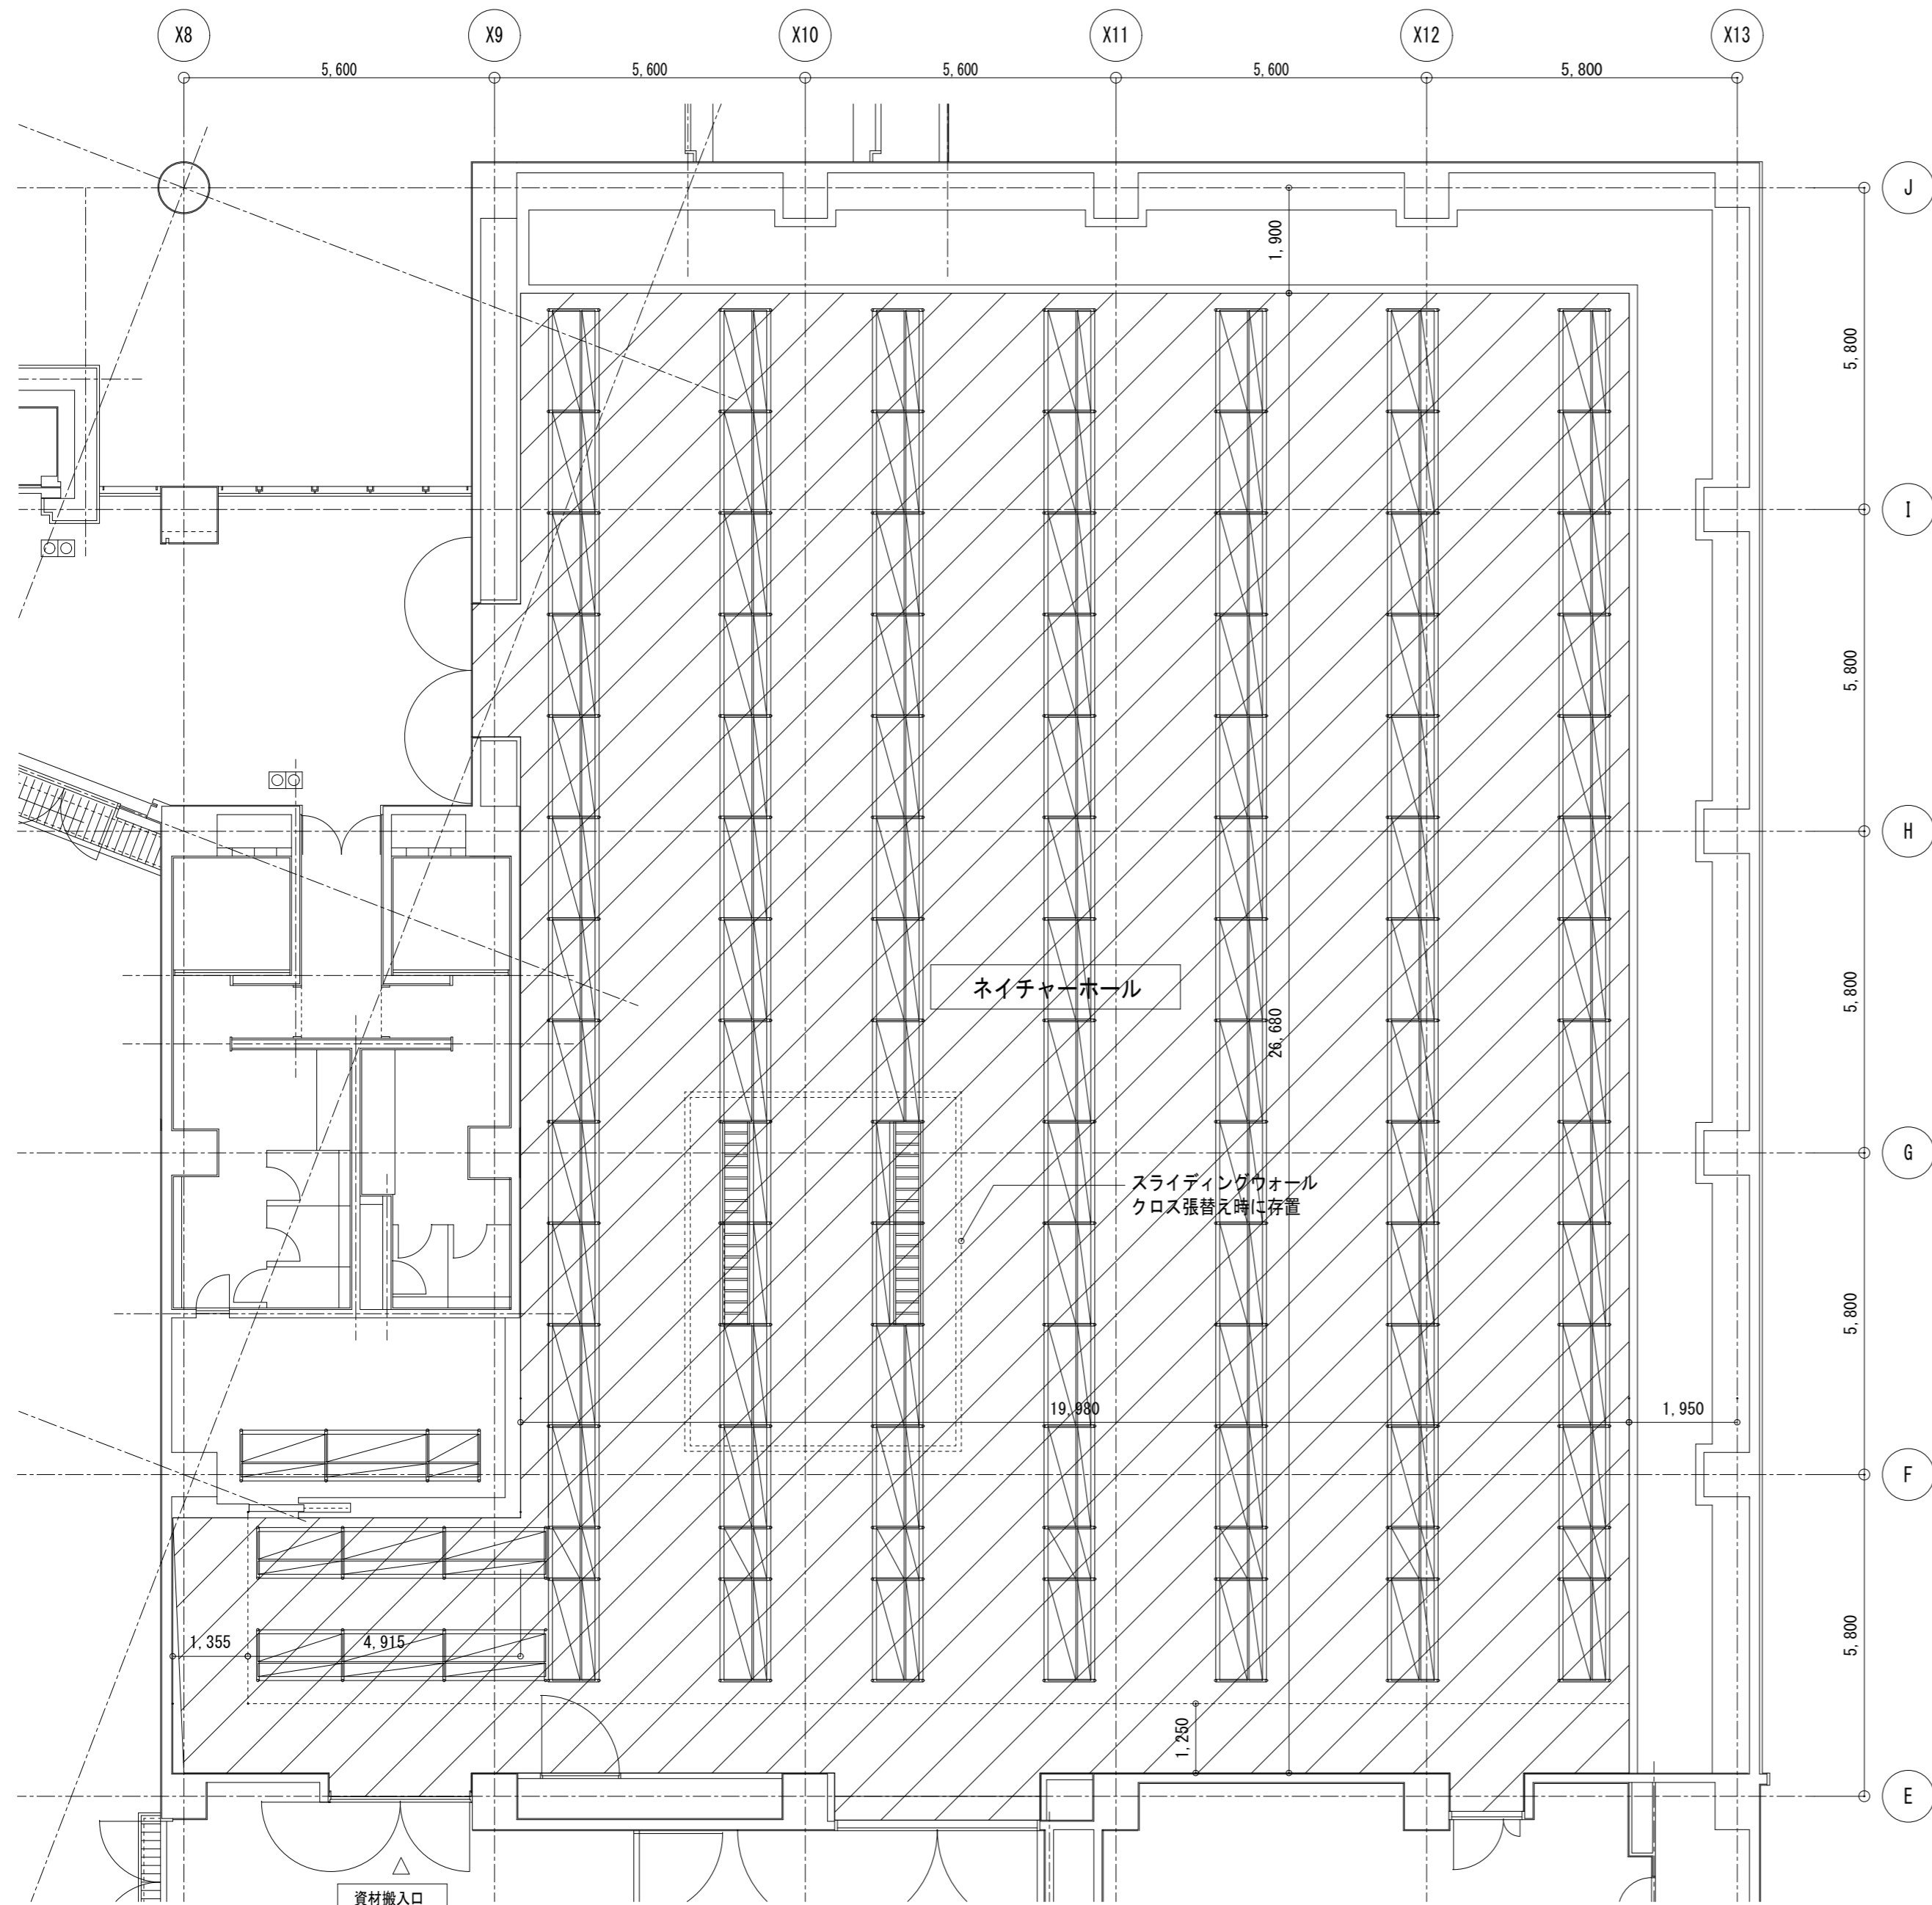 X8 X9 X10 X11 X12 X13
5,600 5,600 5,600 5,600 5,800
J
1,900
5,800
I
5,800
H
ネイチャーホール
5,800
26,680
G
スライディングウォール
クロス張替え時に存置
5,800
19,980 1,950
F
1,355 4,915
5,800
1,250
E
資材搬入口